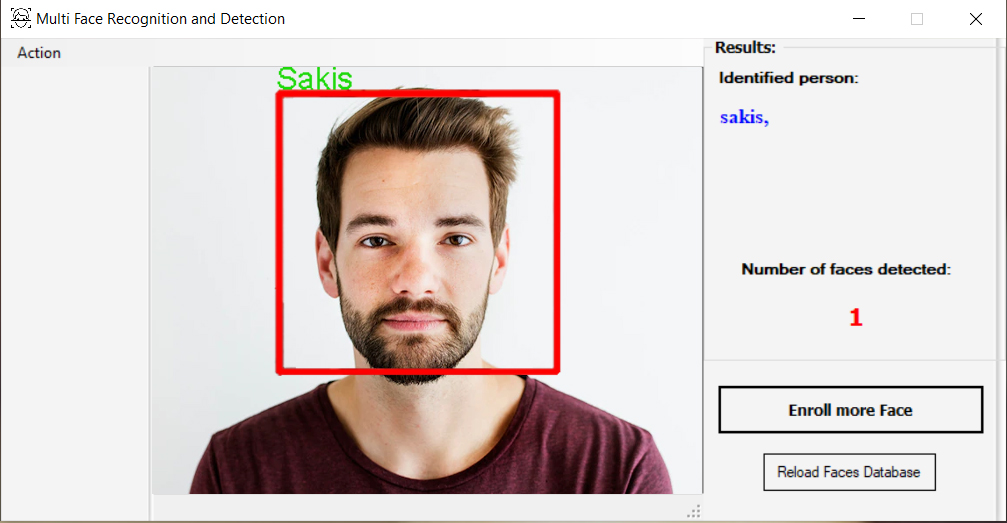 Multi Face Recognition and Detection
Action
Sakis
Results:
Identified person:
sakis,
Number of faces detected:
1
Enroll more Face
Reload Faces Database